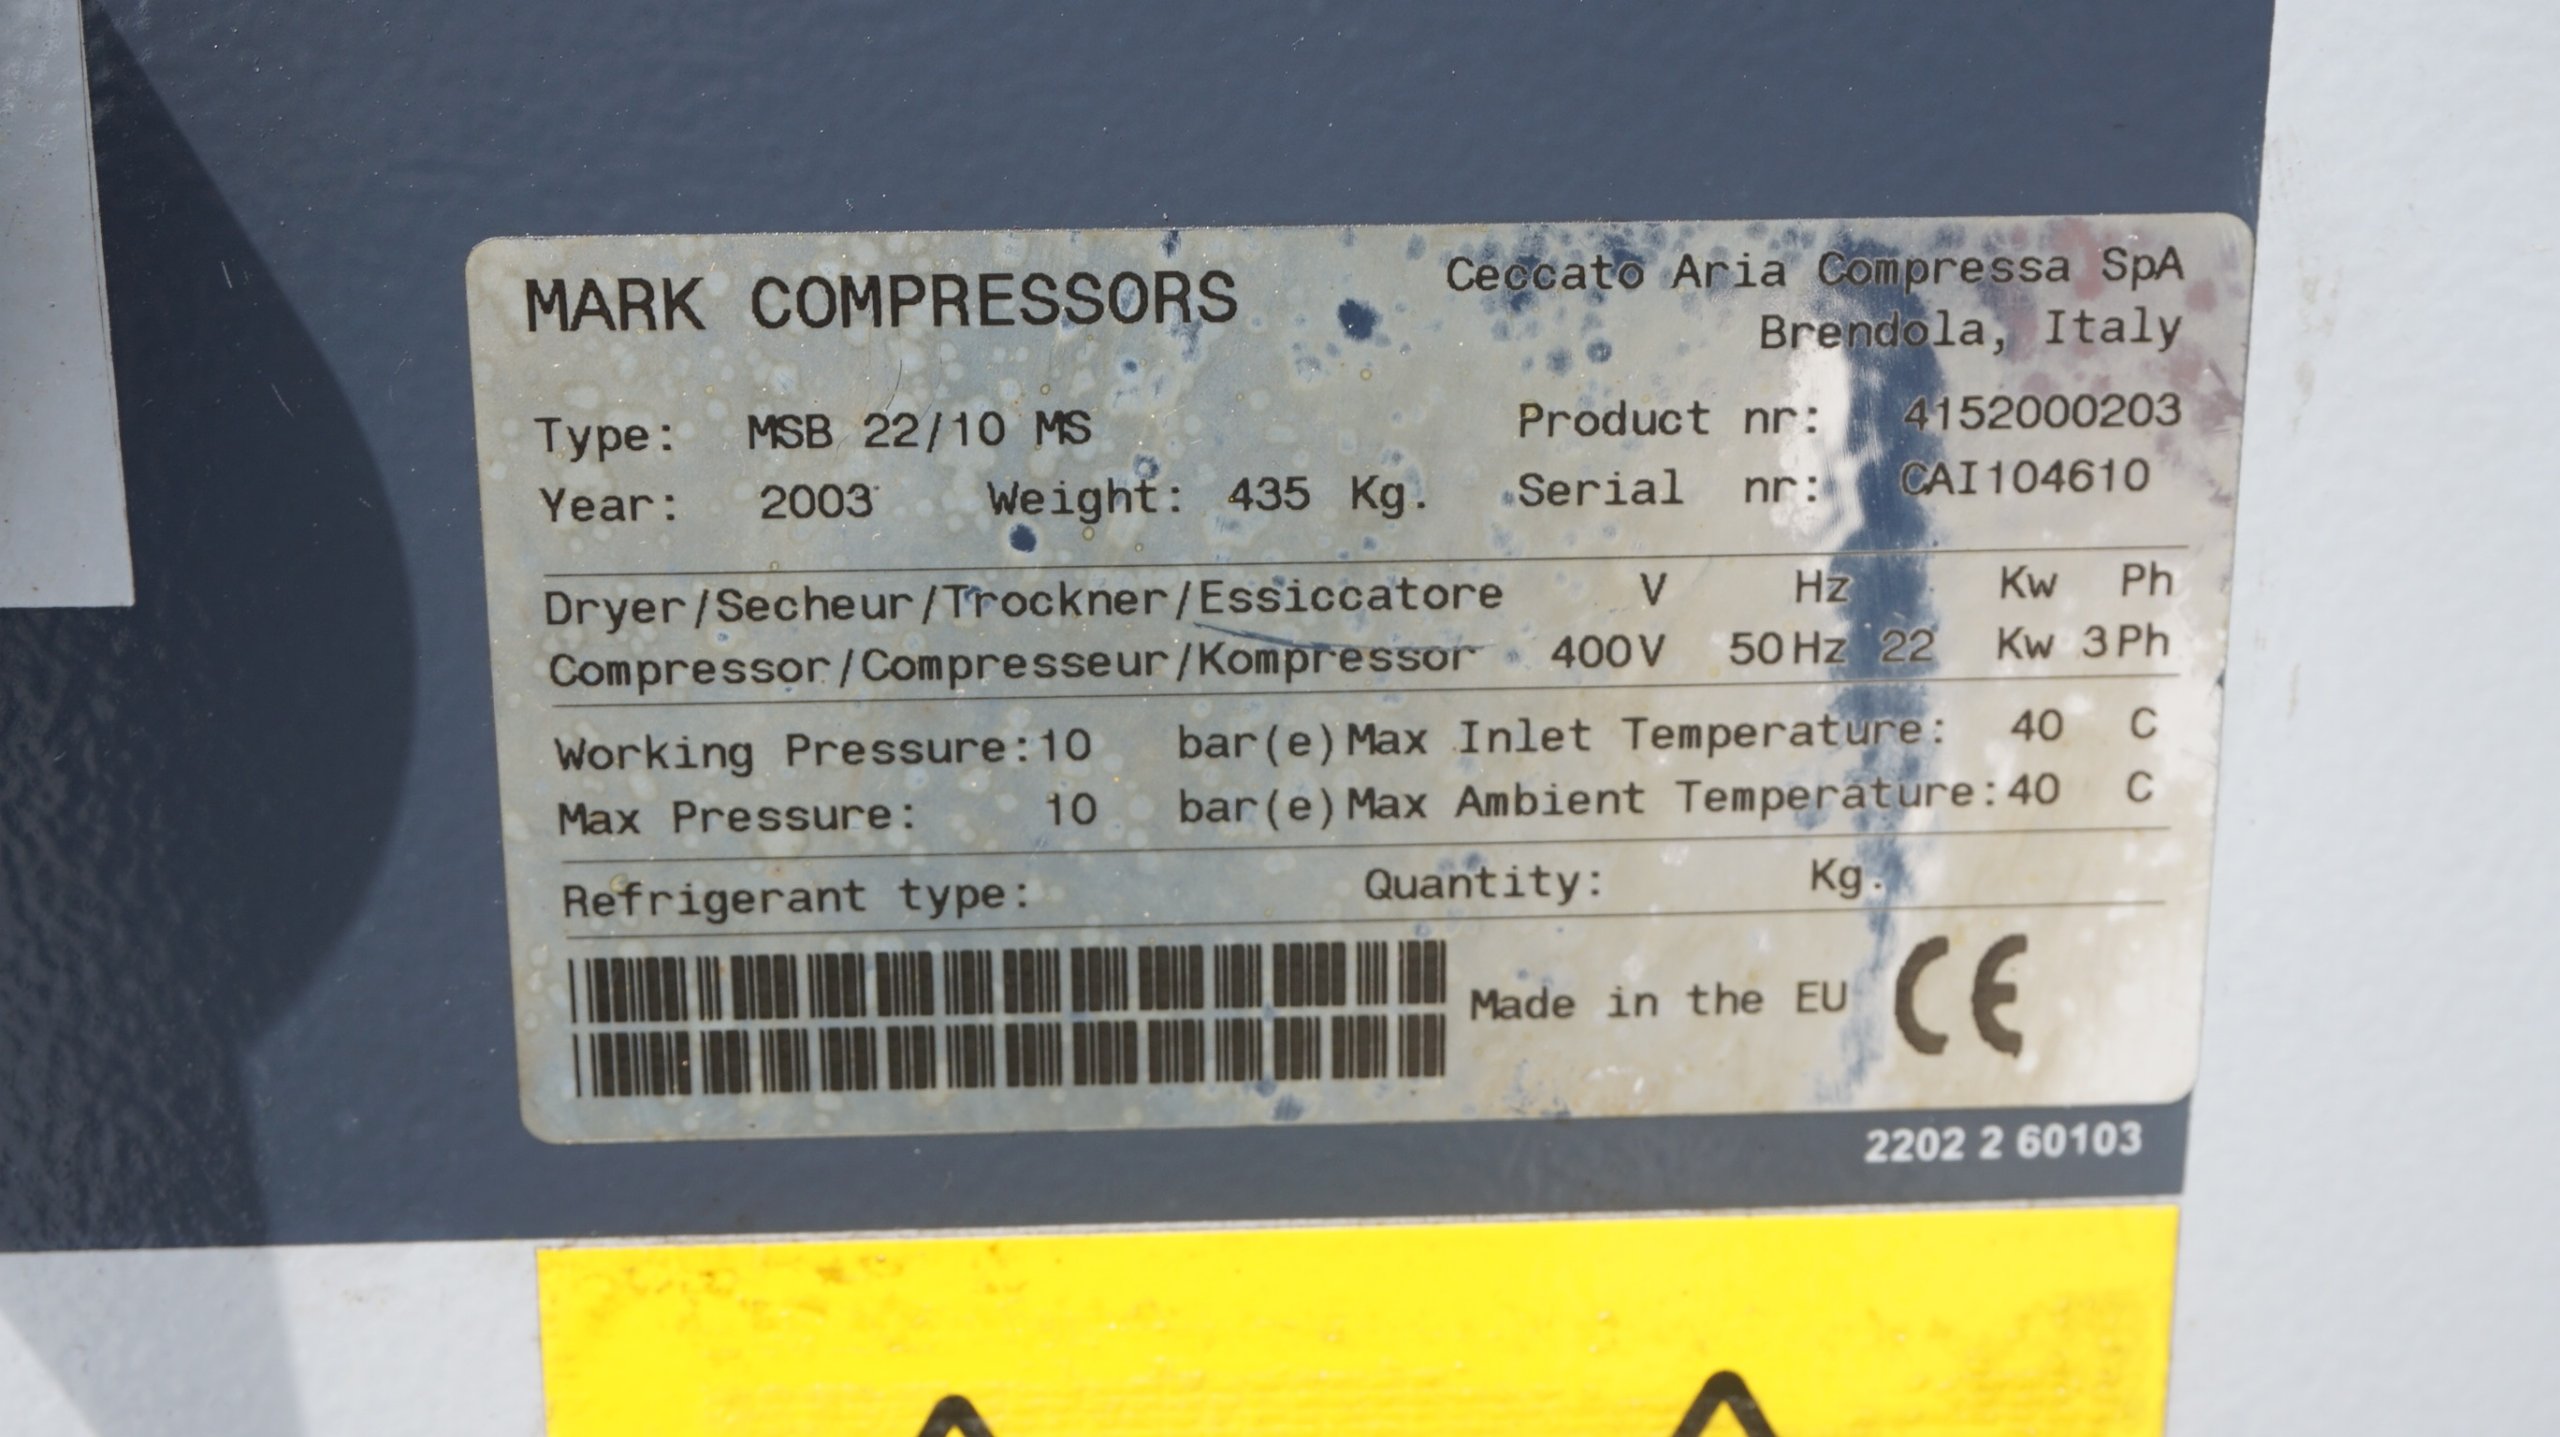 MARK COMPRESSORS
Ceccato Aria Compressa SpA
Brendola, Italy
Type: MSB 22/10 MS Product nr: 4152000203
Year: 2003 Weight: 435 Kg. Serial nr: CAI104610
Dryer/Secheur/Trockner/Essiccatore V Hz Kw Ph
Compressor/Compresseur/Kompressor 400V 50Hz 22 Kw 3Ph
Working Pressure:10 bar(e) Max Inlet Temperature: 40 C
Max Pressure: 10 bar(e) Max Ambient Temperature:40 C
Refrigerant type: Quantity: Kg.
Made in the EU CE
2202 2 60103